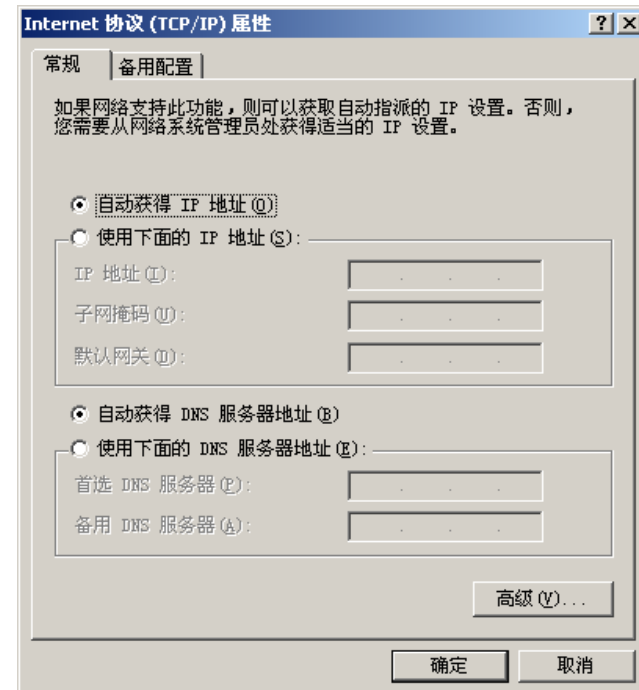 Internet 协议 (TCP/IP) 属性
常规 备用配置
如果网络支持此功能，则可以获取自动指派的 IP 设置。否则，
您需要从网络系统管理员处获得适当的 IP 设置。
自动获得 IP 地址(O)
使用下面的 IP 地址(S):
IP 地址(I):
子网掩码(U):
默认网关(D):
自动获得 DNS 服务器地址(B)
使用下面的 DNS 服务器地址(E):
首选 DNS 服务器(P):
备用 DNS 服务器(A):
高级(V)...
确定 取消